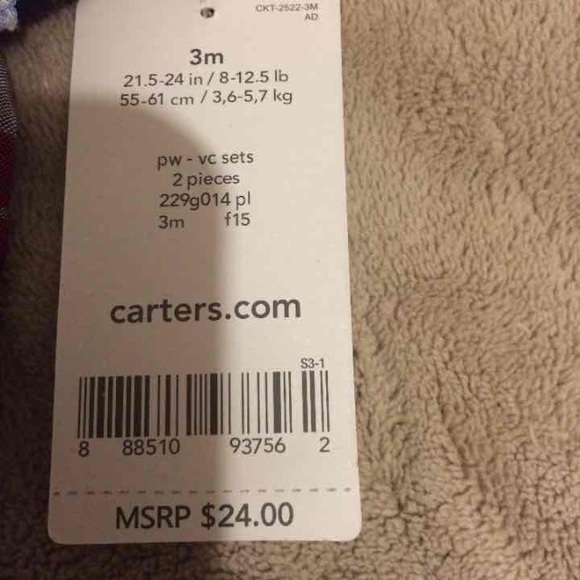 CKT-2522-3M
AD
3m
21.5-24 in / 8-12.5 lb
55-61 cm / 3,6-5,7 kg
pw - vc sets
2 pieces
229g014 pl
3m f15
carters.com
S3-1
8 88510 93756 2
MSRP $24.00